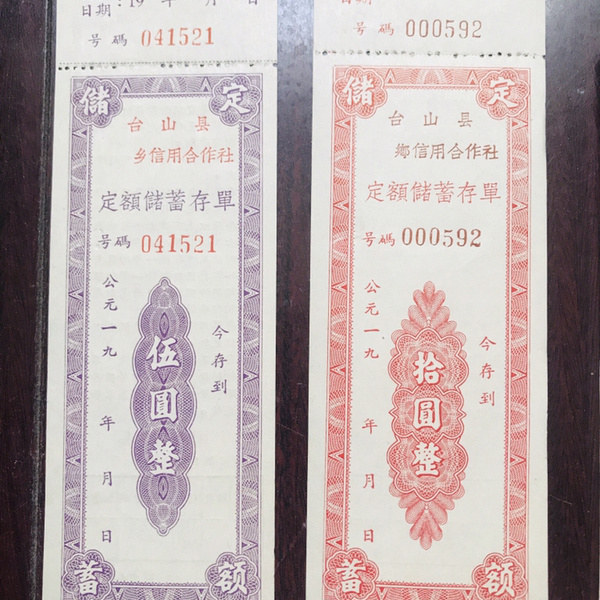 日期：19 年 月 日
号碼 041521
儲 定
台山县
乡信用合作社
定額儲蓄存單
号碼 041521
今存到
伍圓整
公元一九 年 月 日
蓄 额
日期
号碼 000592
儲 定
台山县
鄉信用合作社
定額儲蓄存單
号碼 000592
今存到
拾圓整
公元一九 年 月 日
蓄 额